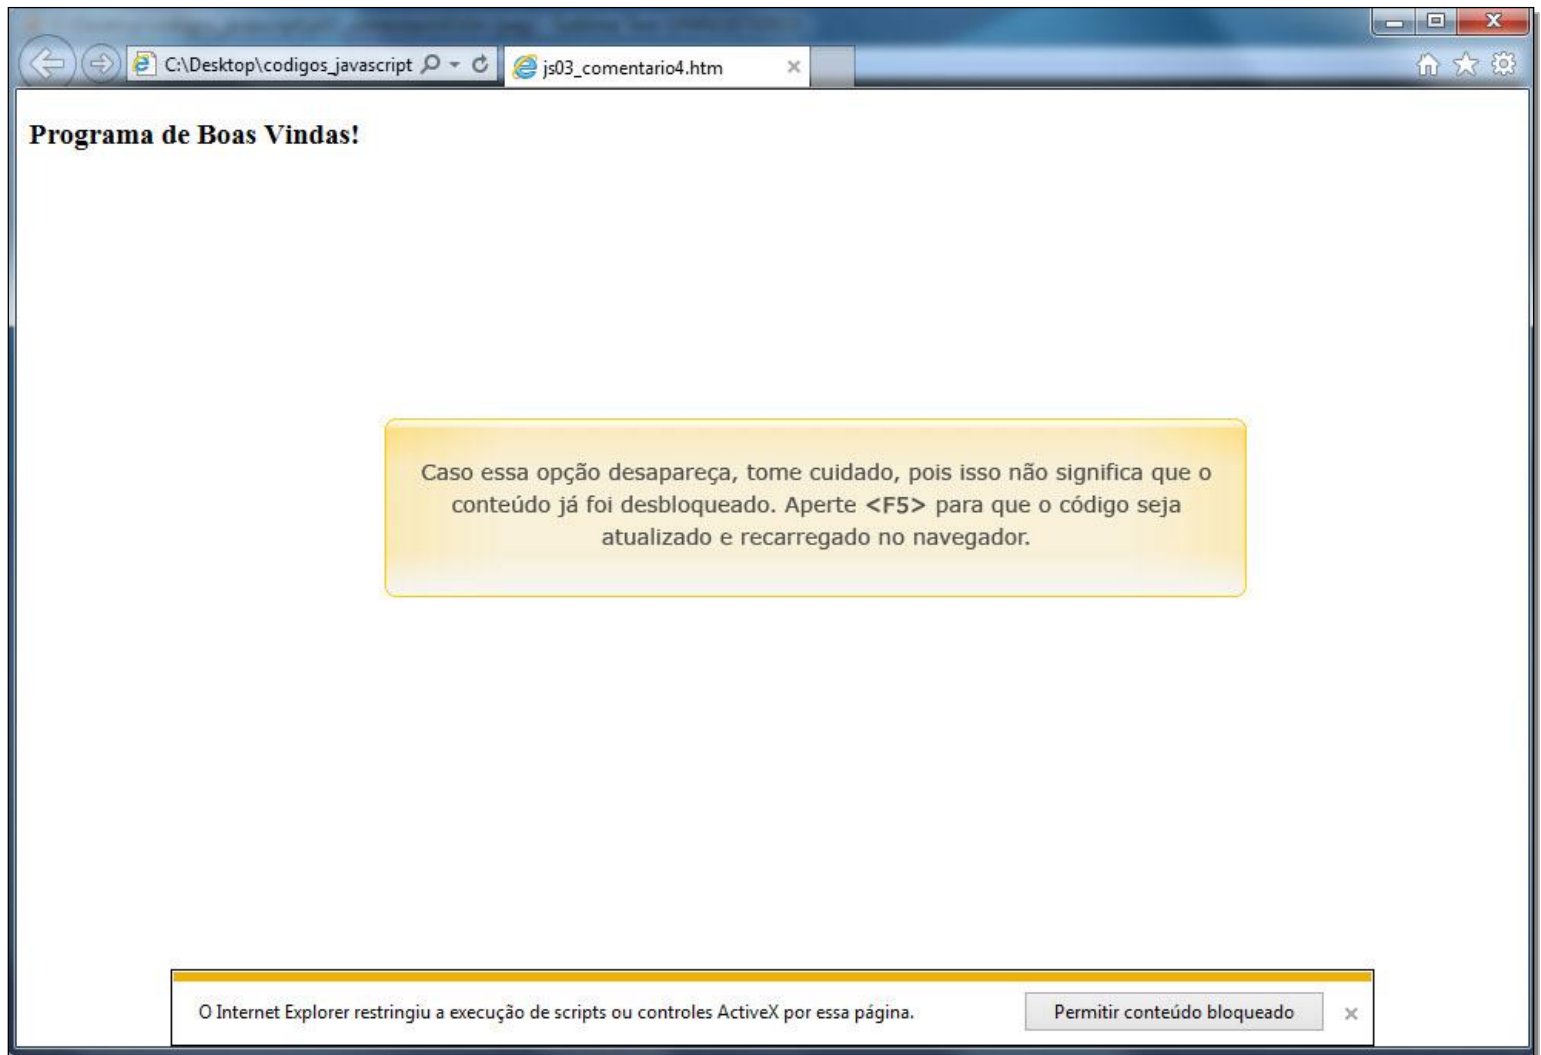 C:\Desktop\codigos_javascript
js03_comentario4.htm
Programa de Boas Vindas!
Caso essa opção desapareça, tome cuidado, pois isso não significa que o
conteúdo já foi desbloqueado. Aperte <F5> para que o código seja
atualizado e recarregado no navegador.
O Internet Explorer restringiu a execução de scripts ou controles ActiveX por essa página.
Permitir conteúdo bloqueado